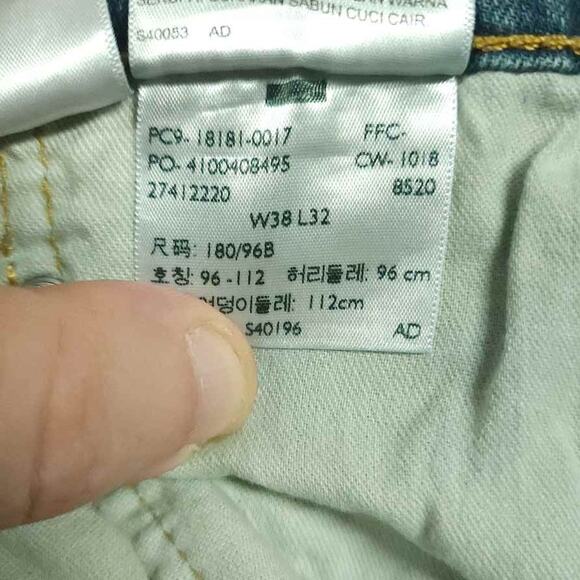 SABUN CUCI CAIR
S40053 AD
PC9- 18181-0017 FFC-
PO- 4100408495 CW- 1018
27412220 8520
W38 L32
尺码: 180/96B
호칭: 96 -112 허리둘레: 96 cm
덩이둘레: 112cm
S40196 AD